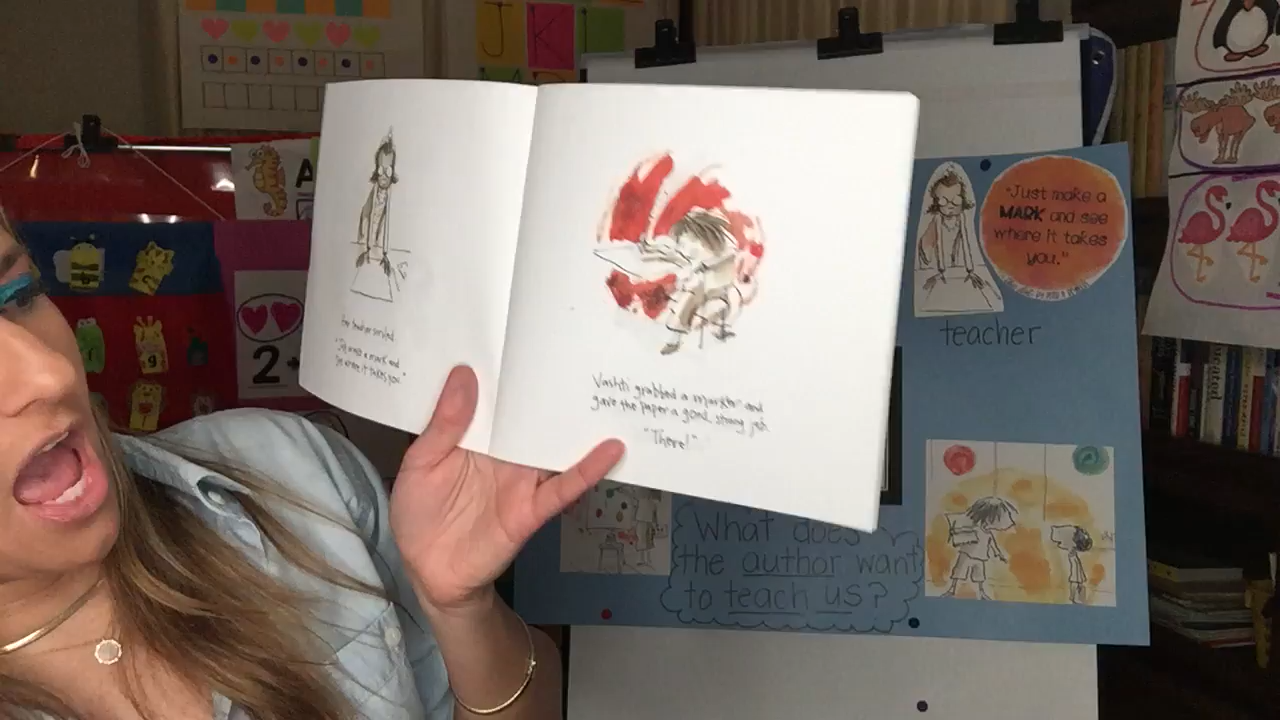 J K L
A
2
the teacher smiled.
"Just make a mark and
see where it takes you."
Vashti grabbed a marker and
gave the paper a good, strong jab.
"There!"
"Just make a
MARK and see
where it takes
you."
teacher
What does
the author want
to teach us?